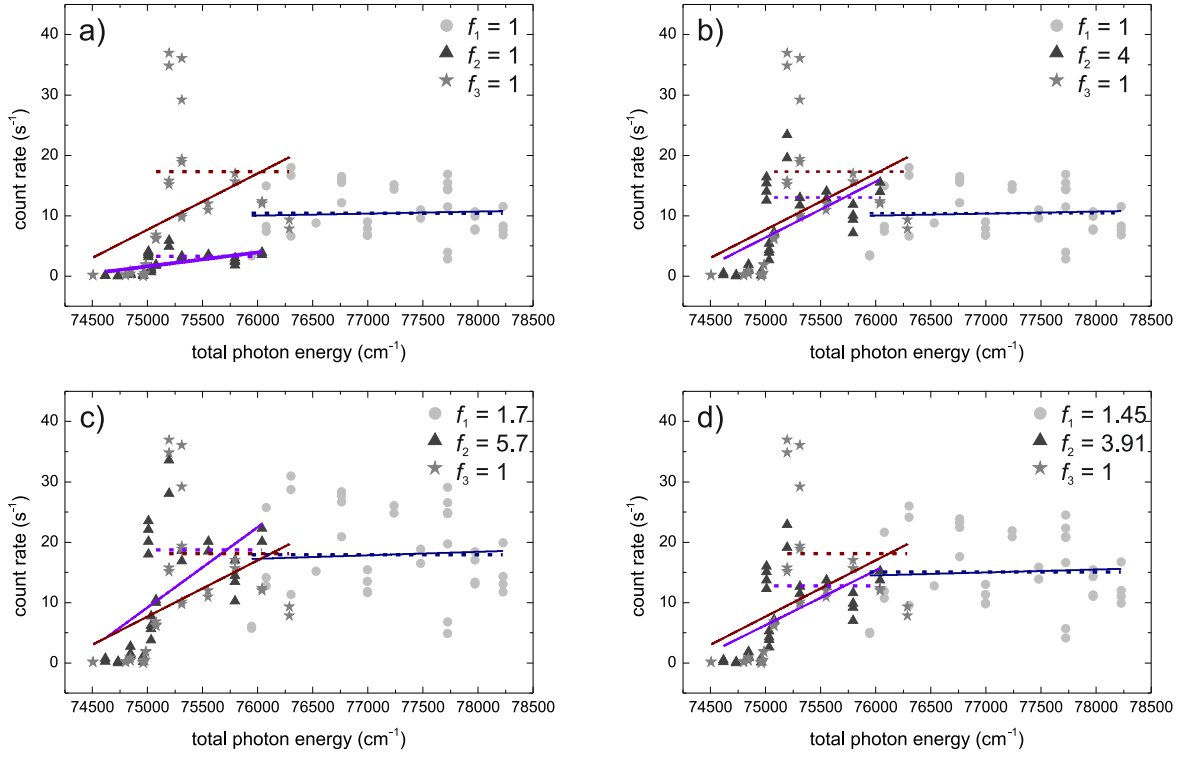 a)
f₁ = 1
f₂ = 1
f₃ = 1
40
30
20
10
0
count rate (s⁻¹)
74500 75000 75500 76000 76500 77000 77500 78000 78500
total photon energy (cm⁻¹)
b)
f₁ = 1
f₂ = 4
f₃ = 1
40
30
20
10
0
count rate (s⁻¹)
74500 75000 75500 76000 76500 77000 77500 78000 78500
total photon energy (cm⁻¹)
c)
f₁ = 1.7
f₂ = 5.7
f₃ = 1
40
30
20
10
0
count rate (s⁻¹)
74500 75000 75500 76000 76500 77000 77500 78000 78500
total photon energy (cm⁻¹)
d)
f₁ = 1.45
f₂ = 3.91
f₃ = 1
40
30
20
10
0
count rate (s⁻¹)
74500 75000 75500 76000 76500 77000 77500 78000 78500
total photon energy (cm⁻¹)